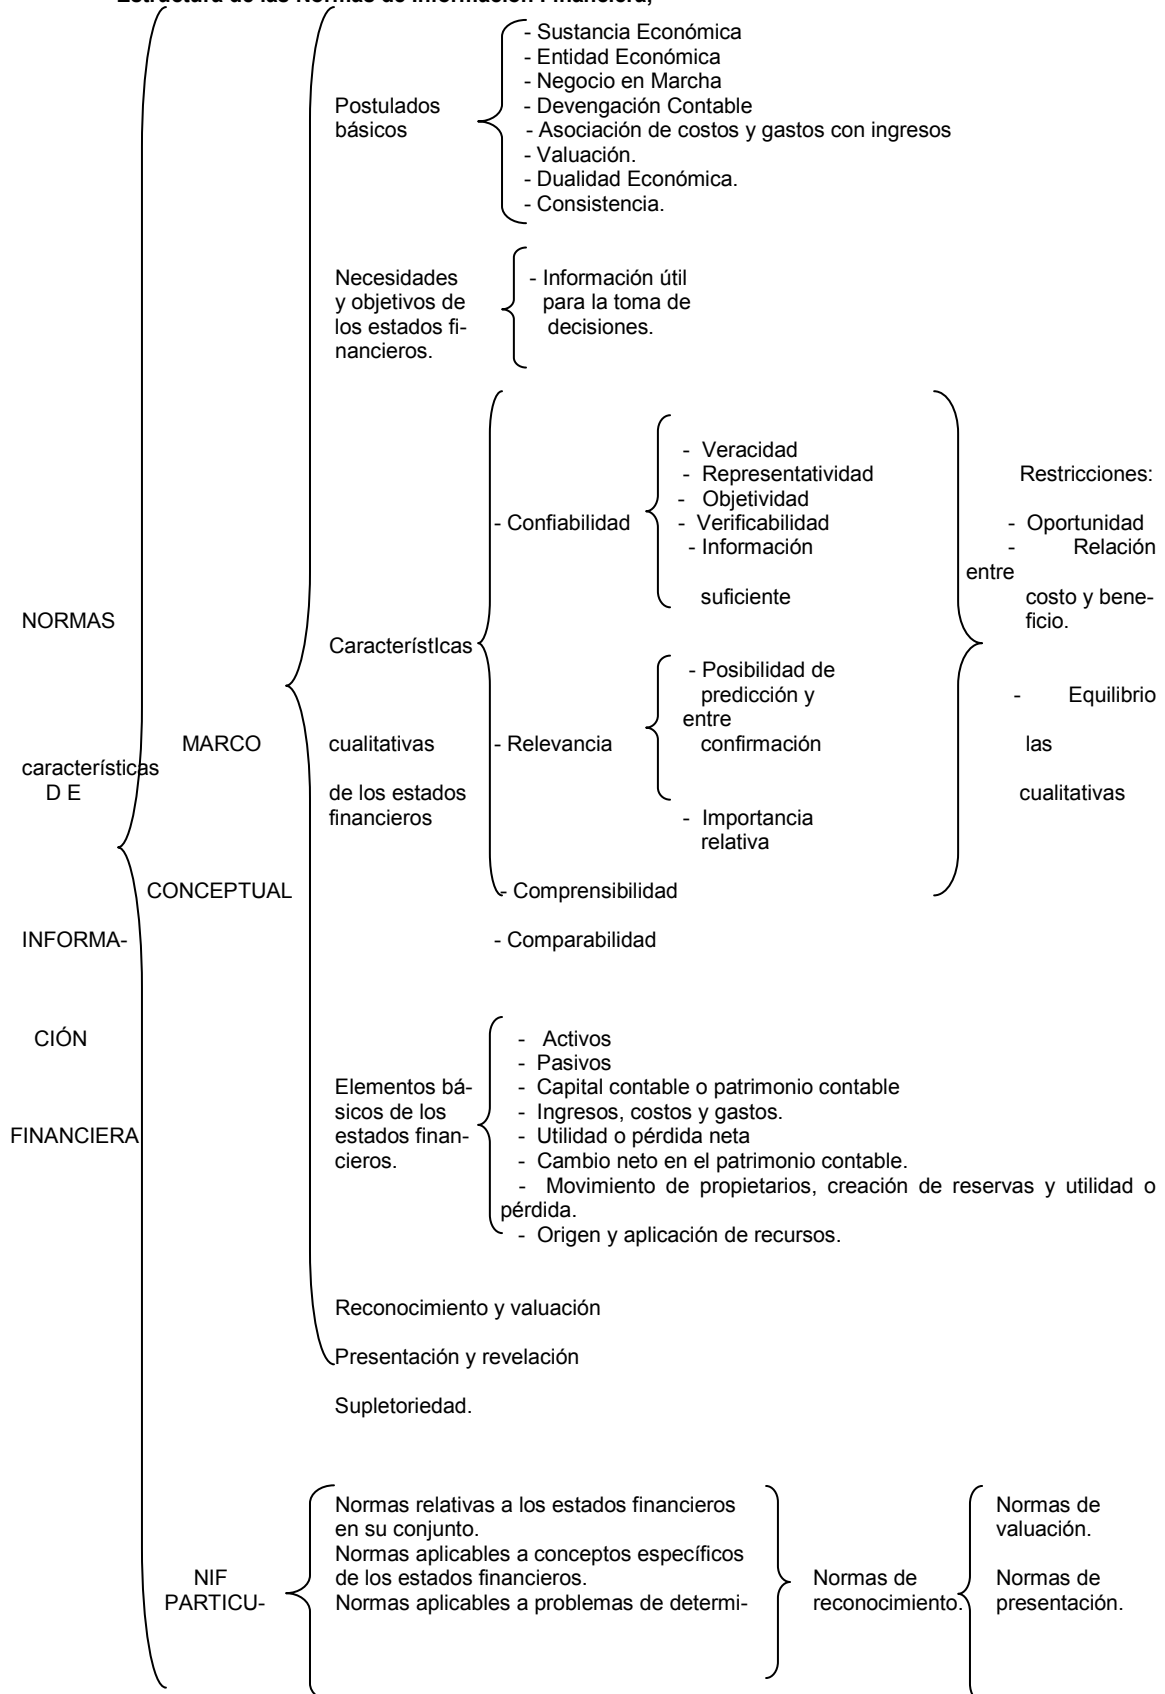 Estructura de las Normas de Información Financiera,
- Sustancia Económica
- Entidad Económica
- Negocio en Marcha
Postulados - Devengación Contable
básicos - Asociación de costos y gastos con ingresos
- Valuación.
- Dualidad Económica.
- Consistencia.
Necesidades - Información útil
y objetivos de para la toma de
los estados fi- decisiones.
nancieros.
- Veracidad
- Representatividad Restricciones:
- Objetividad
- Confiabilidad - Verificabilidad - Oportunidad
- Información - Relación
entre
suficiente costo y bene-
NORMAS ficio.
CaracterístIcas
- Posibilidad de
predicción y - Equilibrio
entre
MARCO cualitativas - Relevancia confirmación las
características
D E de los estados cualitativas
financieros - Importancia
relativa
CONCEPTUAL - Comprensibilidad
INFORMA- - Comparabilidad
CIÓN - Activos
- Pasivos
Elementos bá- - Capital contable o patrimonio contable
sicos de los - Ingresos, costos y gastos.
FINANCIERA estados finan- - Utilidad o pérdida neta
cieros. - Cambio neto en el patrimonio contable.
- Movimiento de propietarios, creación de reservas y utilidad o
pérdida.
- Origen y aplicación de recursos.
Reconocimiento y valuación
Presentación y revelación
Supletoriedad.
Normas relativas a los estados financieros Normas de
en su conjunto. valuación.
Normas aplicables a conceptos específicos
NIF de los estados financieros. Normas de Normas de
PARTICU- Normas aplicables a problemas de determi- reconocimiento. presentación.